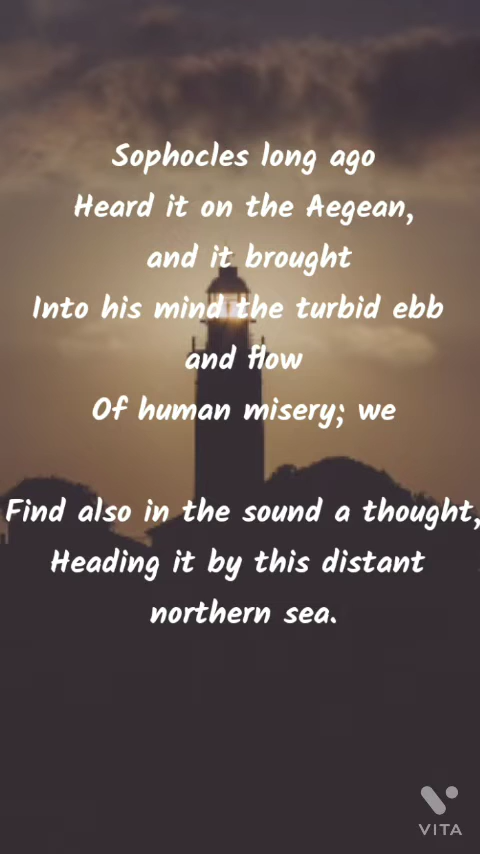 Sophocles long ago
Heard it on the Aegean,
and it brought
Into his mind the turbid ebb
and flow
Of human misery; we
Find also in the sound a thought,
Heading it by this distant
northern sea.
VITA